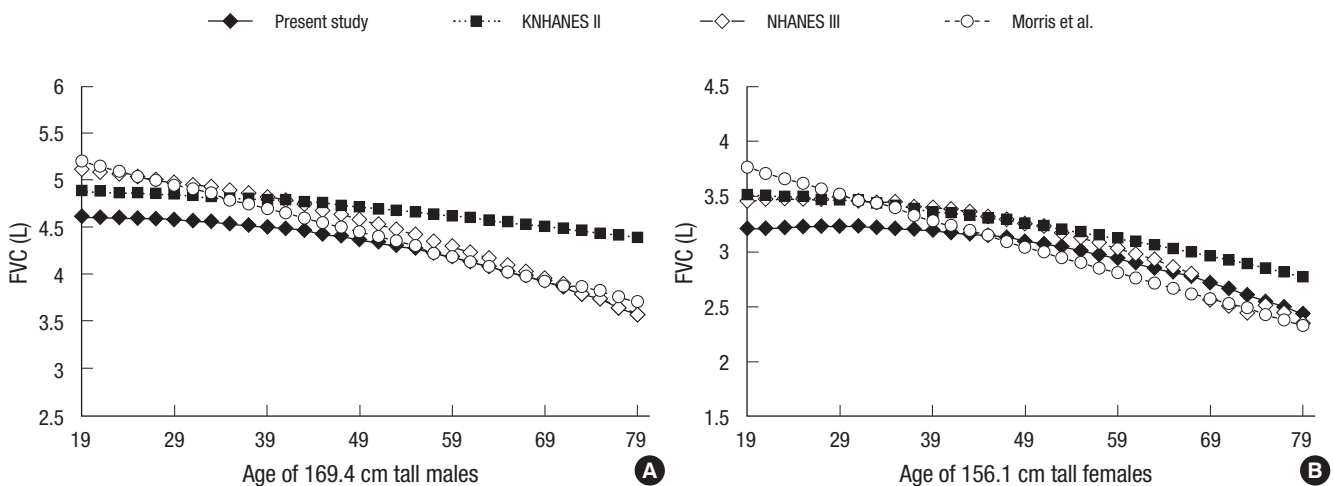 Present study KNHANES II NHANES III Morris et al.
FVC (L)
6
5.5
5
4.5
4
3.5
3
2.5
19 29 39 49 59 69 79
Age of 169.4 cm tall males
A
FVC (L)
4.5
4
3.5
3
2.5
2
1.5
19 29 39 49 59 69 79
Age of 156.1 cm tall females
B